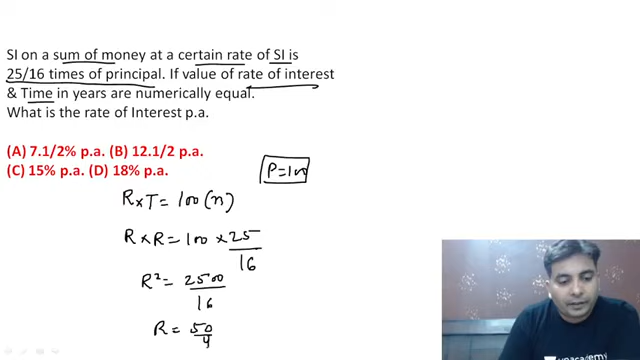 SI on a sum of money at a certain rate of SI is
25/16 times of principal. If value of rate of interest
& Time in years are numerically equal.
What is the rate of Interest p.a.
(A) 7.1/2% p.a. (B) 12.1/2 p.a.
(C) 15% p.a. (D) 18% p.a.
P=100
R×T=100(n)
R×R=100×25/16
R²=2500/16
R=50/4
unacademy